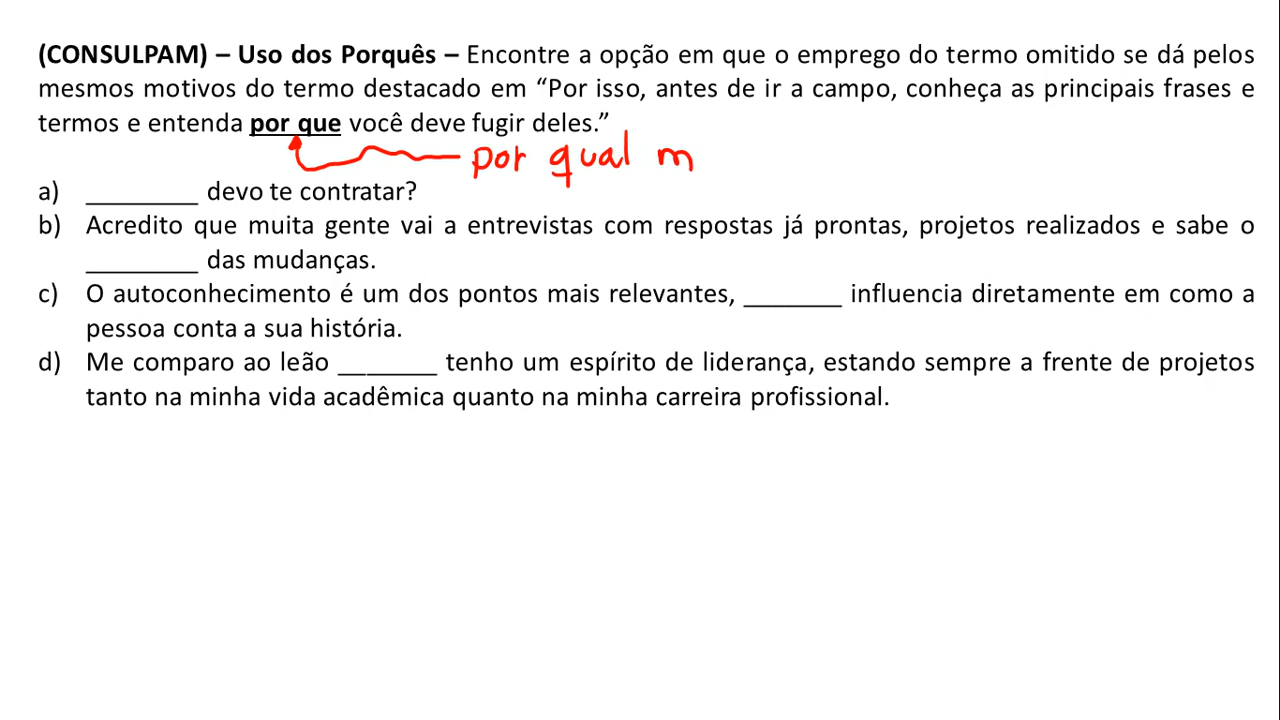 (CONSULPAM) – Uso dos Porquês – Encontre a opção em que o emprego do termo omitido se dá pelos
mesmos motivos do termo destacado em “Por isso, antes de ir a campo, conheça as principais frases e
termos e entenda por que você deve fugir deles.”
por qual m
a) ________ devo te contratar?
b) Acredito que muita gente vai a entrevistas com respostas já prontas, projetos realizados e sabe o
________ das mudanças.
c) O autoconhecimento é um dos pontos mais relevantes, _______ influencia diretamente em como a
pessoa conta a sua história.
d) Me comparo ao leão _______ tenho um espírito de liderança, estando sempre a frente de projetos
tanto na minha vida acadêmica quanto na minha carreira profissional.